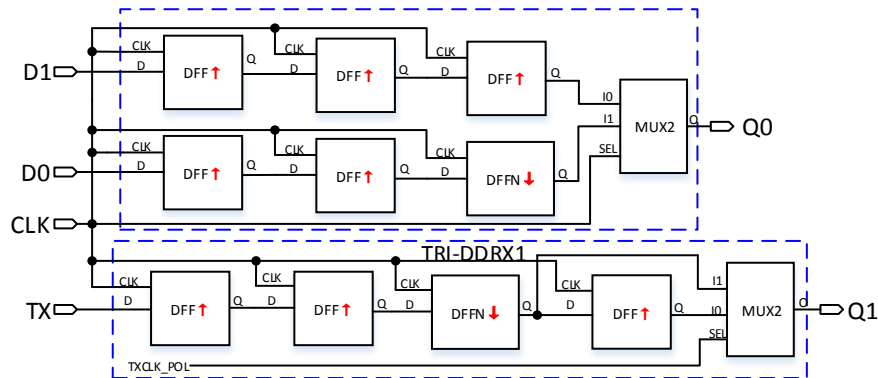 CLK CLK CLK
D1 D DFF↑ Q D DFF↑ Q D DFF↑ Q
I0
I1 MUX2 O Q0
SEL
CLK CLK CLK
D0 D DFF↑ Q D DFF↑ Q D DFFN↓ Q
CLK
TRI-DDRX1
CLK CLK CLK CLK
TX D DFF↑ Q D DFF↑ Q D DFFN↓ Q D DFF↑ Q
I1
I0 MUX2 O Q1
SEL
TXCLK_POL